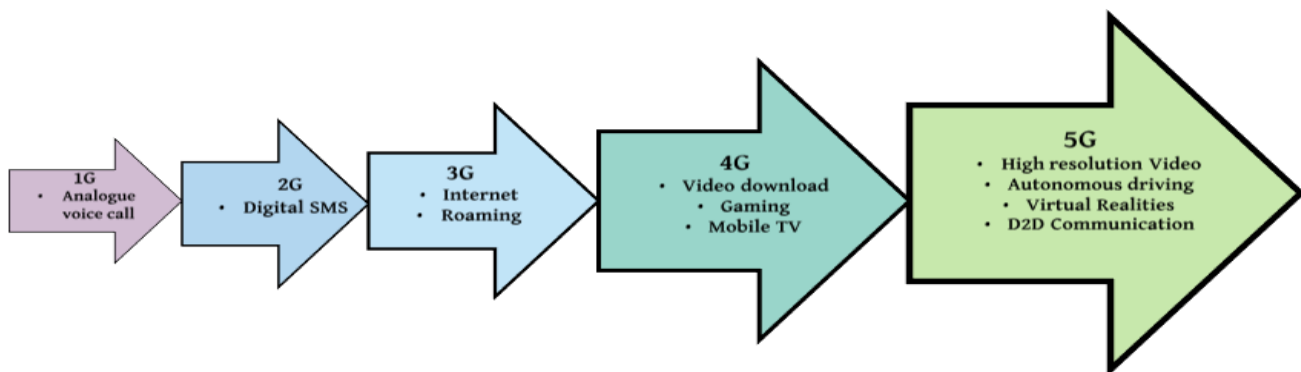 1G
• Analogue
voice call
2G
• Digital SMS
3G
• Internet
• Roaming
4G
• Video download
• Gaming
• Mobile TV
5G
• High resolution Video
• Autonomous driving
• Virtual Realities
• D2D Communication